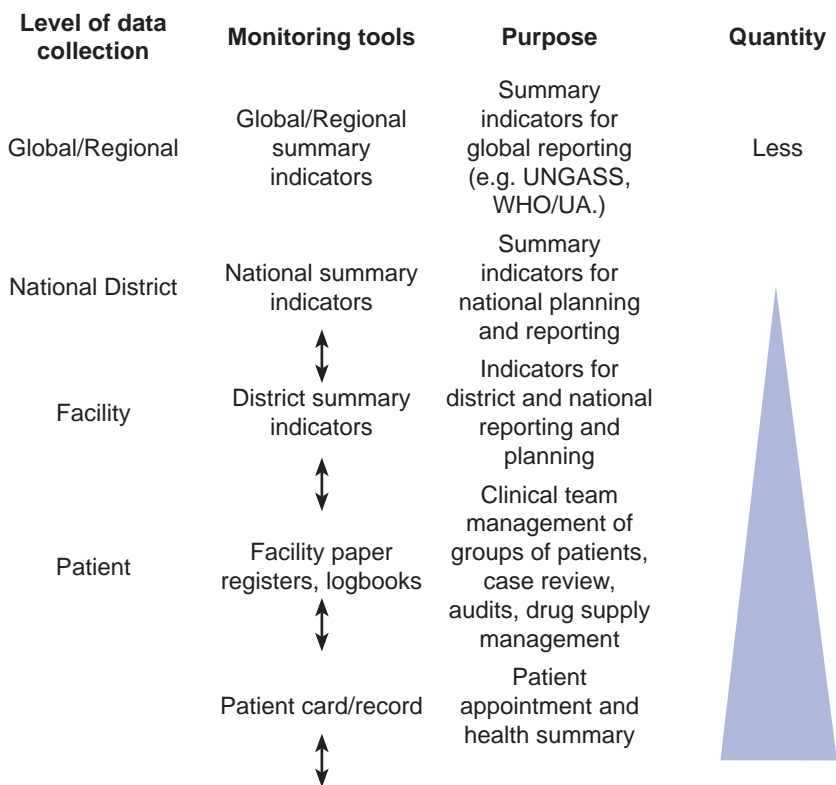 Level of data
collection
Monitoring tools
Purpose
Quantity
Global/Regional
Global/Regional
summary
indicators
Summary
indicators for
global reporting
(e.g. UNGASS,
WHO/UA.)
Less
National District
National summary
indicators
Summary
indicators for
national planning
and reporting
Facility
District summary
indicators
Indicators for
district and national
reporting and
planning
Patient
Facility paper
registers, logbooks
Clinical team
management of
groups of patients,
case review,
audits, drug supply
management
Patient card/record
Patient
appointment and
health summary